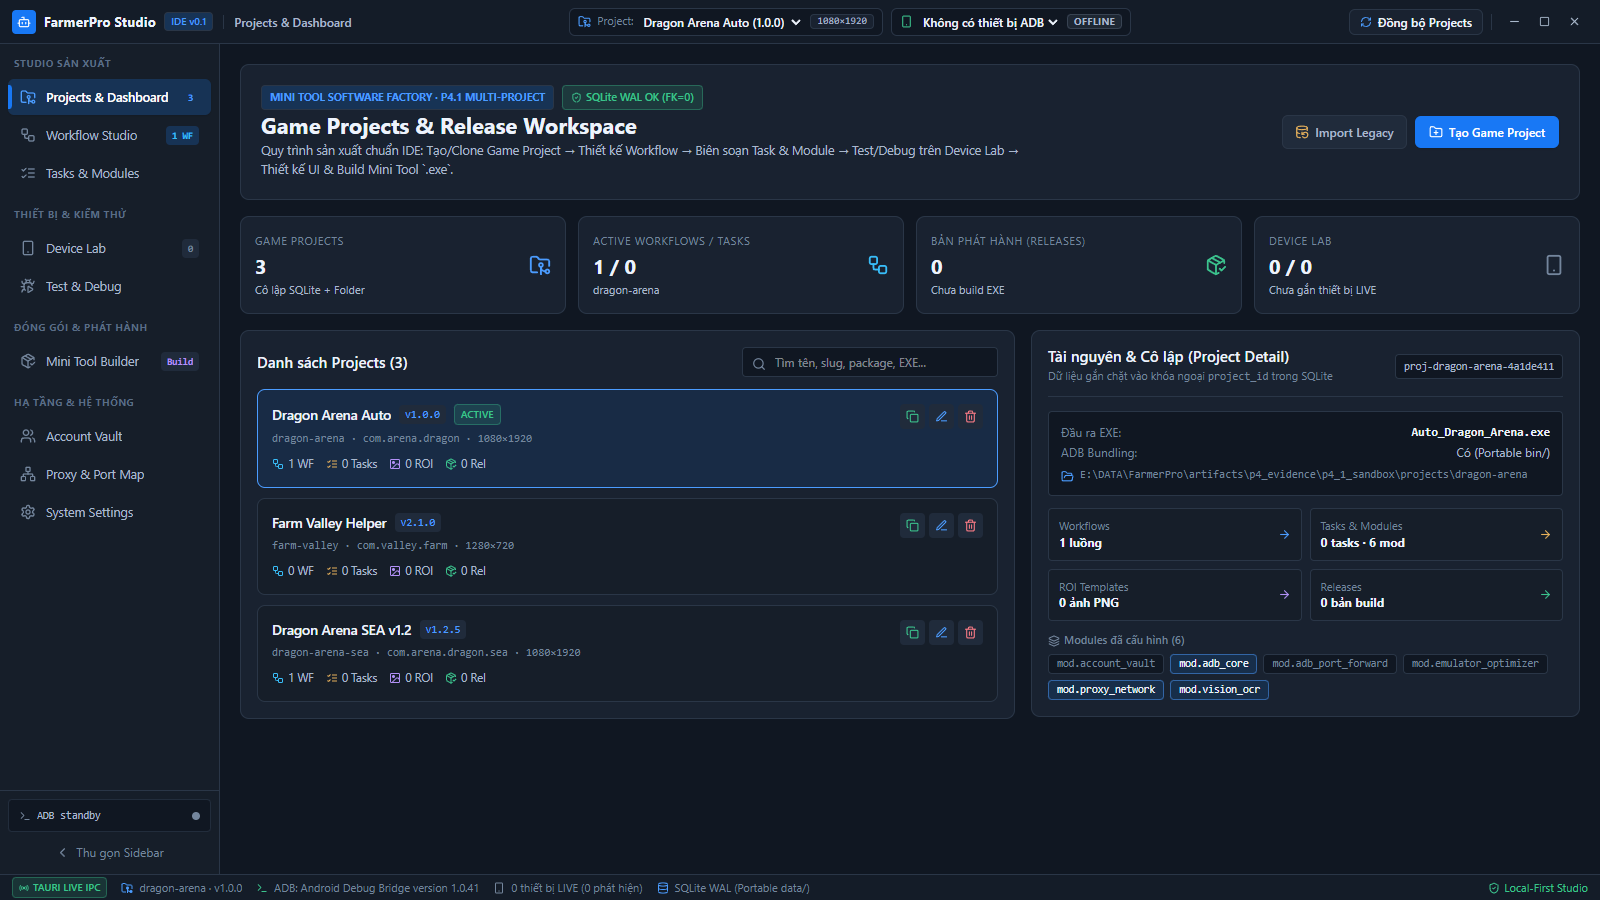 FarmerPro Studio IDE v0.1 Projects & Dashboard
Project: Dragon Arena Auto (1.0.0) 1080×1920
Không có thiết bị ADB OFFLINE
Đồng bộ Projects
STUDIO SẢN XUẤT
Projects & Dashboard 3
Workflow Studio 1 WF
Tasks & Modules
THIẾT BỊ & KIỂM THỬ
Device Lab 0
Test & Debug
ĐÓNG GÓI & PHÁT HÀNH
Mini Tool Builder Build
HẠ TẦNG & HỆ THỐNG
Account Vault
Proxy & Port Map
System Settings
ADB standby
Thu gọn Sidebar
MINI TOOL SOFTWARE FACTORY · P4.1 MULTI-PROJECT SQLite WAL OK (FK=0)
Game Projects & Release Workspace
Quy trình sản xuất chuẩn IDE: Tạo/Clone Game Project → Thiết kế Workflow → Biên soạn Task & Module → Test/Debug trên Device Lab →
Thiết kế UI & Build Mini Tool `.exe`.
Import Legacy
Tạo Game Project
GAME PROJECTS
3
Cô lập SQLite + Folder
ACTIVE WORKFLOWS / TASKS
1 / 0
dragon-arena
BẢN PHÁT HÀNH (RELEASES)
0
Chưa build EXE
DEVICE LAB
0 / 0
Chưa gắn thiết bị LIVE
Danh sách Projects (3)
Tìm tên, slug, package, EXE...
Dragon Arena Auto v1.0.0 ACTIVE
dragon-arena · com.arena.dragon · 1080×1920
1 WF 0 Tasks 0 ROI 0 Rel
Farm Valley Helper v2.1.0
farm-valley · com.valley.farm · 1280×720
0 WF 0 Tasks 0 ROI 0 Rel
Dragon Arena SEA v1.2 v1.2.5
dragon-arena-sea · com.arena.dragon.sea · 1080×1920
1 WF 0 Tasks 0 ROI 0 Rel
Tài nguyên & Cô lập (Project Detail)
Dữ liệu gắn chặt vào khóa ngoại project_id trong SQLite
proj-dragon-arena-4a1de411
Đầu ra EXE: Auto_Dragon_Arena.exe
ADB Bundling: Có (Portable bin/)
E:\DATA\FarmerPro\artifacts\p4_evidence\p4_1_sandbox\projects\dragon-arena
Workflows
1 luồng
Tasks & Modules
0 tasks · 6 mod
ROI Templates
0 ảnh PNG
Releases
0 bản build
Modules đã cấu hình (6)
mod.account_vault mod.adb_core mod.adb_port_forward mod.emulator_optimizer
mod.proxy_network mod.vision_ocr
TAURI LIVE IPC dragon-arena · v1.0.0 ADB: Android Debug Bridge version 1.0.41 0 thiết bị LIVE (0 phát hiện) SQLite WAL (Portable data/) Local-First Studio